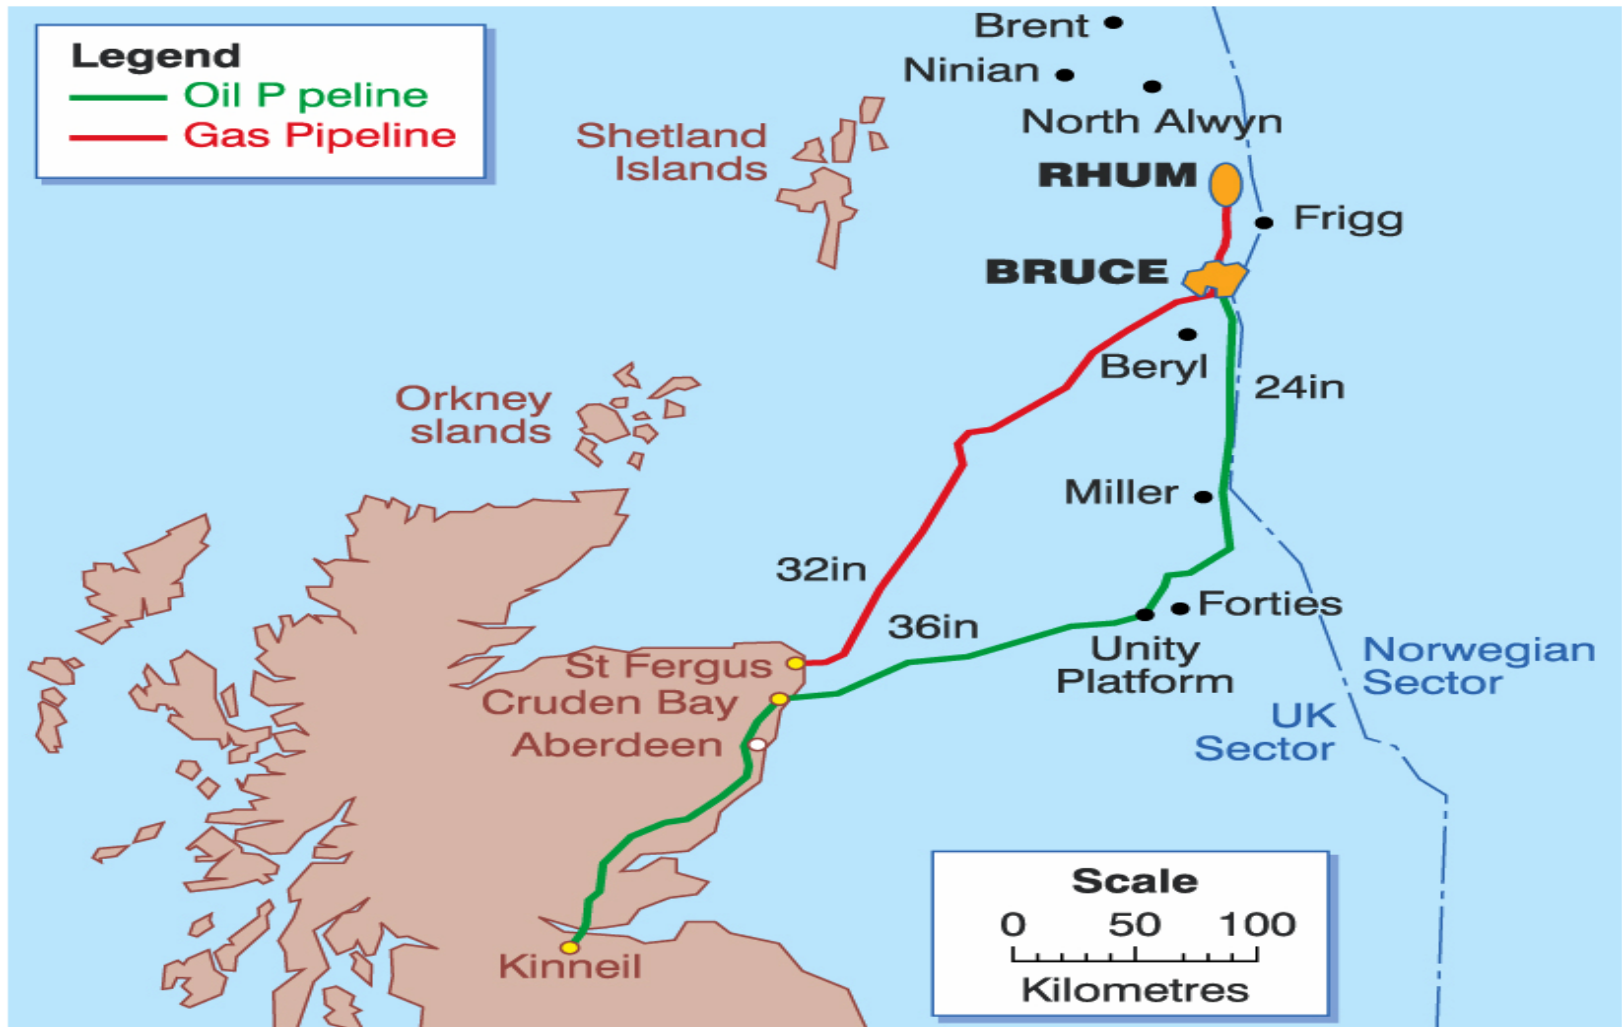 Legend
Oil P peline
Gas Pipeline
Brent
Ninian
North Alwyn
Shetland
Islands
RHUM
Frigg
BRUCE
Beryl
24in
Orkney
slands
Miller
32in
36in
Forties
Unity
Platform
Norwegian
Sector
UK
Sector
St Fergus
Cruden Bay
Aberdeen
Kinneil
Scale
0 50 100
Kilometres